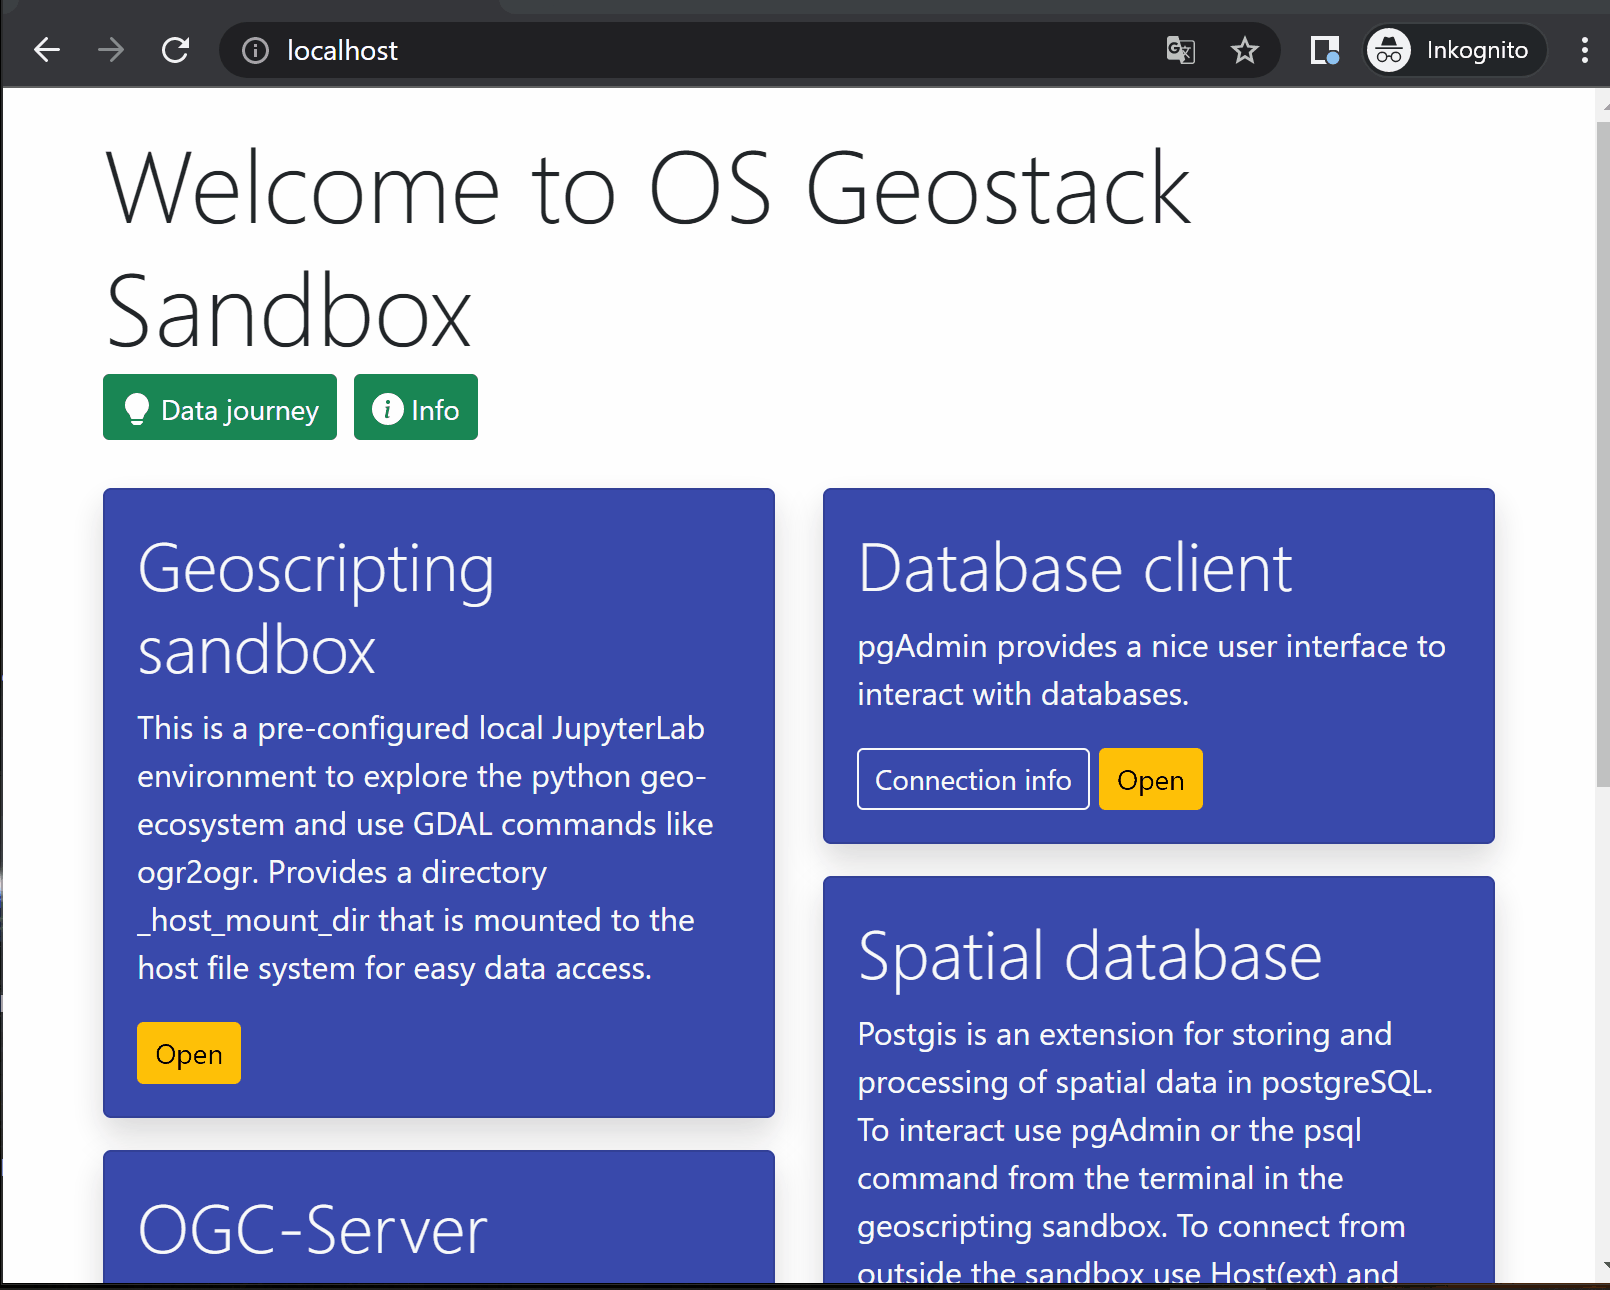 localhost
Inkognito
Welcome to OS Geostack
Sandbox
Data journey
Info
Geoscripting
sandbox
This is a pre-configured local JupyterLab
environment to explore the python geo-
ecosystem and use GDAL commands like
ogr2ogr. Provides a directory
_host_mount_dir that is mounted to the
host file system for easy data access.
Open
OGC-Server
Database client
pgAdmin provides a nice user interface to
interact with databases.
Connection info
Open
Spatial database
Postgis is an extension for storing and
processing of spatial data in postgreSQL.
To interact use pgAdmin or the psql
command from the terminal in the
geoscripting sandbox. To connect from
outside the sandbox use Host(ext) and